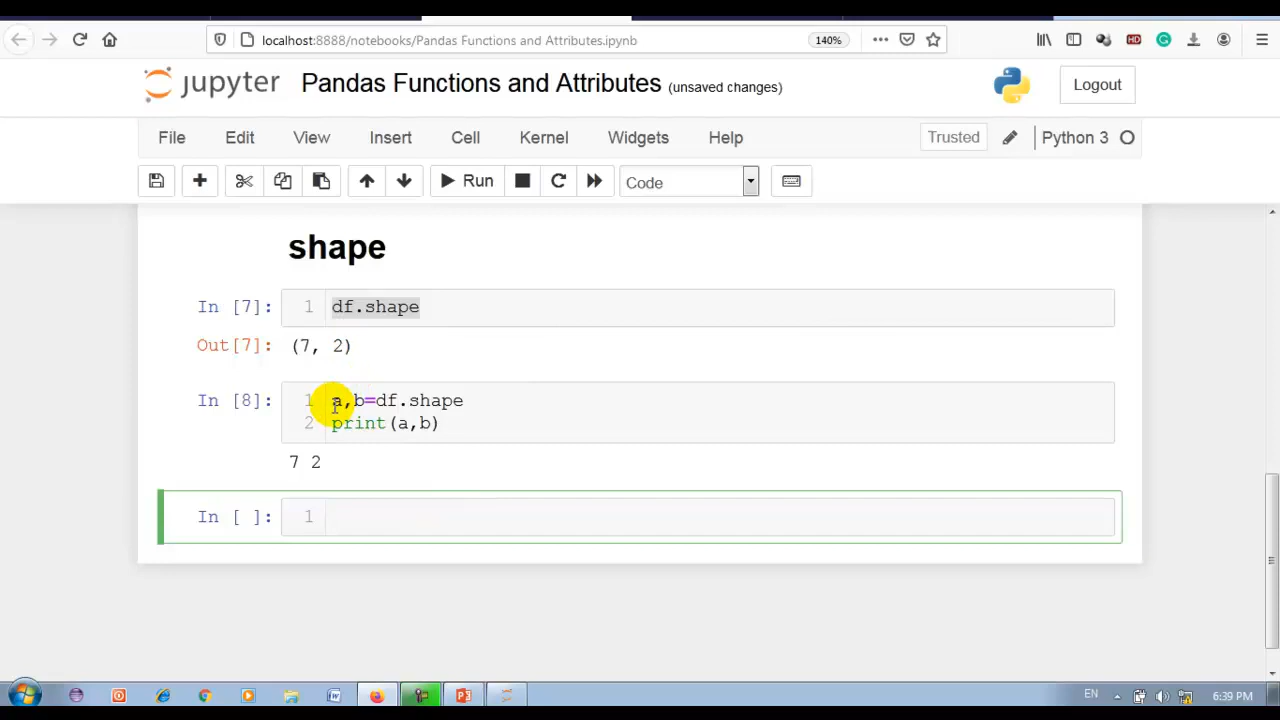 localhost:8888/notebooks/Pandas Functions and Attributes.ipynb
140%
HD
jupyter Pandas Functions and Attributes (unsaved changes)
Logout
File Edit View Insert Cell Kernel Widgets Help
Trusted
Python 3
Run
Code
shape
In [7]: 1 df.shape
Out[7]: (7, 2)
In [8]: 1 a,b=df.shape
2 print(a,b)
7 2
In [ ]: 1
EN
6:39 PM